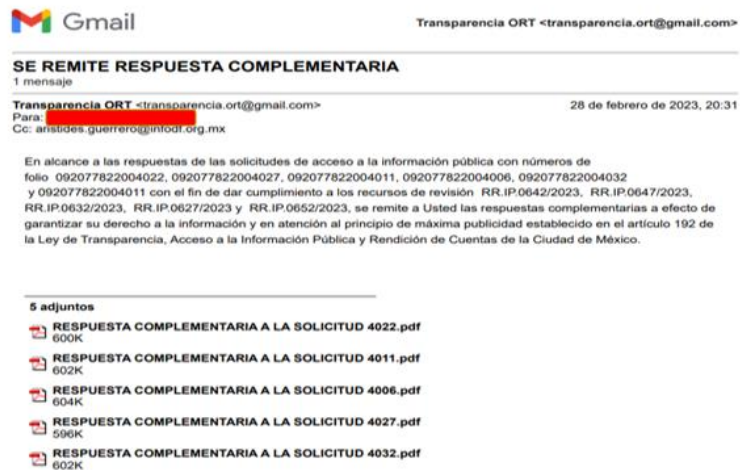 Gmail
Transparencia ORT <transparencia.ort@gmail.com>
SE REMITE RESPUESTA COMPLEMENTARIA
1 mensaje
Transparencia ORT <transparencia.ort@gmail.com>
28 de febrero de 2023, 20:31
Para:
Cc: aristides.guerrero@infodf.org.mx
En alcance a las respuestas de las solicitudes de acceso a la información pública con números de
folio 092077822004022, 092077822004027, 092077822004011, 092077822004006, 092077822004032
y 092077822004011 con el fin de dar cumplimiento a los recursos de revisión RR.IP.0642/2023, RR.IP.0647/2023,
RR.IP.0632/2023, RR.IP.0627/2023 y RR.IP.0652/2023, se remite a Usted las respuestas complementarias a efecto de
garantizar su derecho a la información y en atención al principio de máxima publicidad establecido en el artículo 192 de
la Ley de Transparencia, Acceso a la Información Pública y Rendición de Cuentas de la Ciudad de México.
5 adjuntos
RESPUESTA COMPLEMENTARIA A LA SOLICITUD 4022.pdf
600K
RESPUESTA COMPLEMENTARIA A LA SOLICITUD 4011.pdf
602K
RESPUESTA COMPLEMENTARIA A LA SOLICITUD 4006.pdf
604K
RESPUESTA COMPLEMENTARIA A LA SOLICITUD 4027.pdf
596K
RESPUESTA COMPLEMENTARIA A LA SOLICITUD 4032.pdf
602K